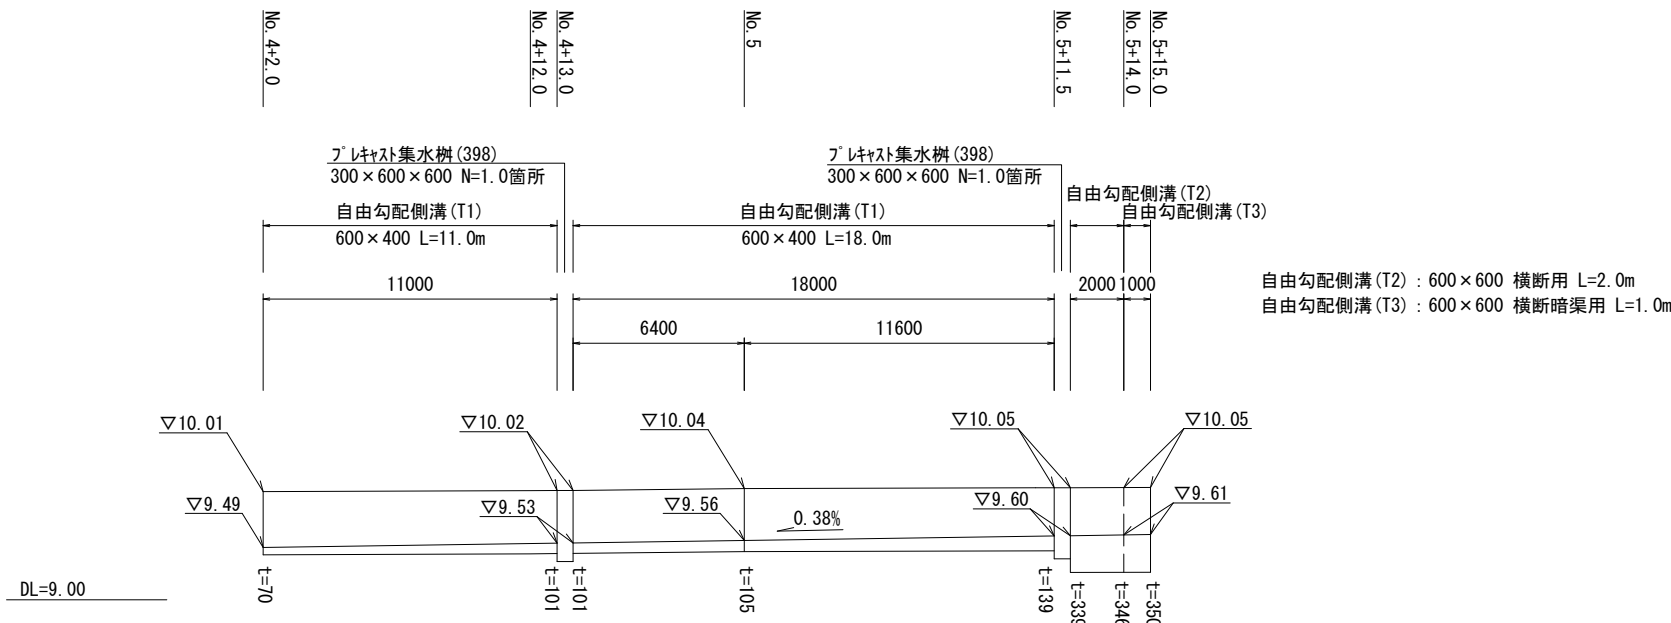 No. 4+2.0
No. 4+12.0
No. 4+13.0
No. 5
No. 5+11.5
No. 5+14.0
No. 5+15.0
プレキャスト集水桝(398)
300×600×600 N=1.0箇所
プレキャスト集水桝(398)
300×600×600 N=1.0箇所
自由勾配側溝(T2)
自由勾配側溝(T1)
自由勾配側溝(T1)
自由勾配側溝(T3)
600×400 L=11.0m
600×400 L=18.0m
11000
18000
2000
1000
自由勾配側溝(T2) : 600×600 横断用 L=2.0m
自由勾配側溝(T3) : 600×600 横断暗渠用 L=1.0m
6400
11600
▽10.01
▽10.02
▽10.04
▽10.05
▽10.05
▽9.49
▽9.53
▽9.56
▽9.60
▽9.61
0.38%
t=70
t=101
t=101
t=105
t=139
t=339
t=346
t=350
DL=9.00